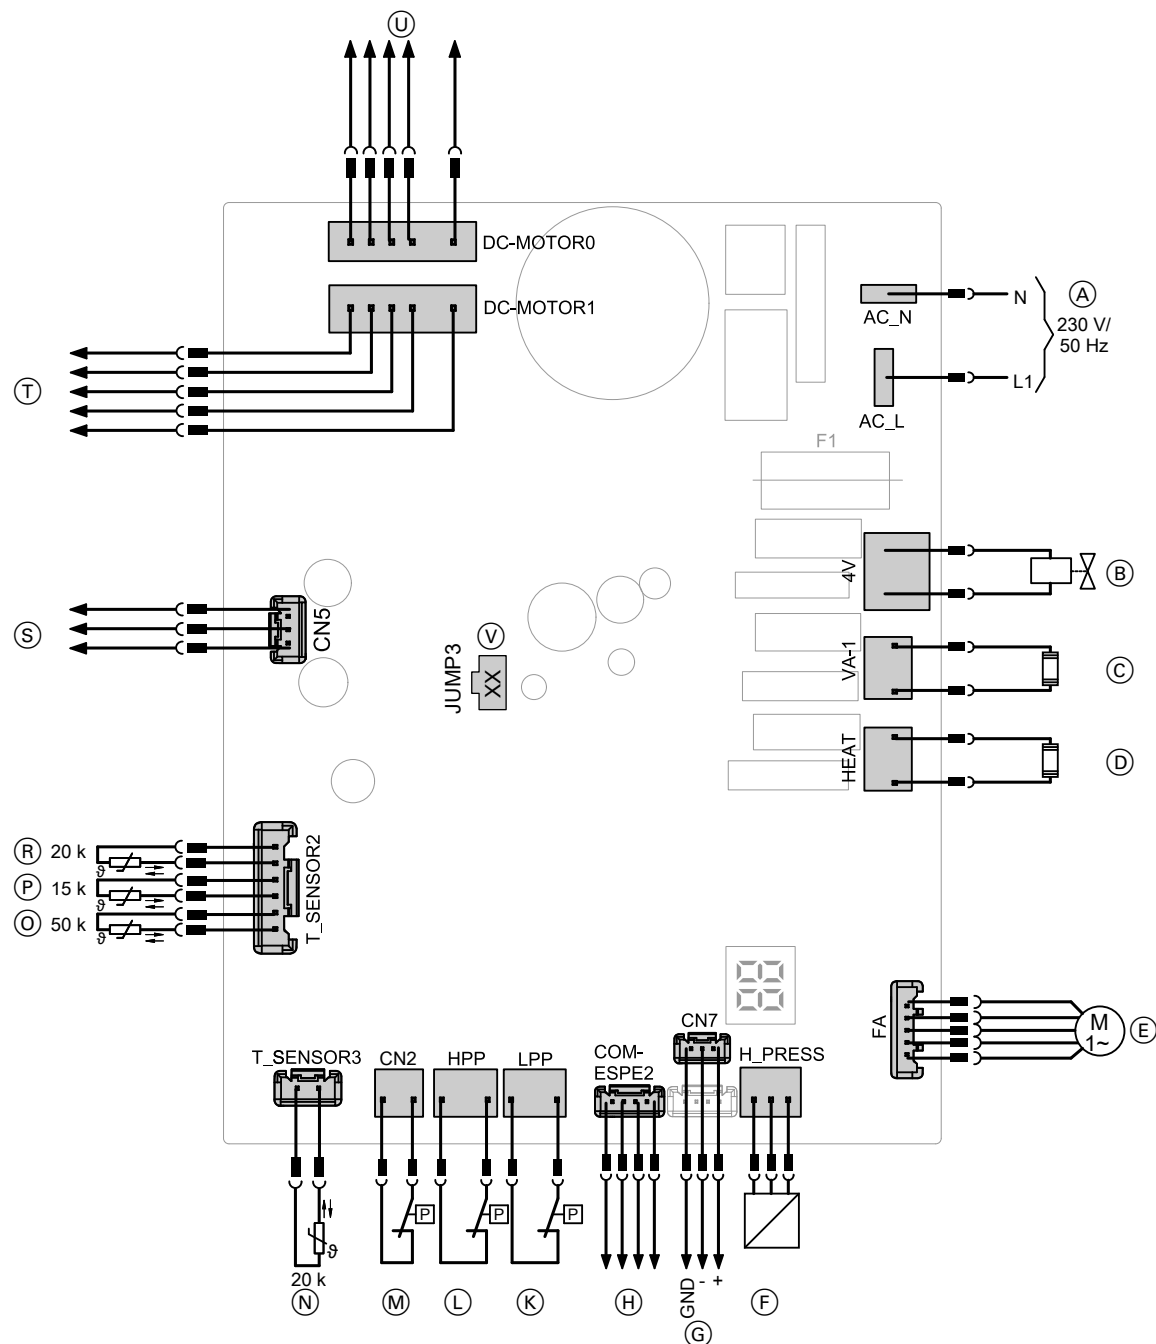 U
DC-MOTOR0
DC-MOTOR1
N
A
AC_N
230 V/
50 Hz
L1
AC_L
T
F1
4V
B
S
CN5
V
JUMP3
XX
VA-1
C
HEAT
D
R 20 k
ϑ
P 15 k
ϑ
O 50 k
ϑ
T_SENSOR2
CN7
FA
M
1~
E
T_SENSOR3
CN2
HPP
LPP
COM-
ESPE2
H_PRESS
P
P
P
ϑ
20 k
GND - +
N
M
L
K
H
G
F